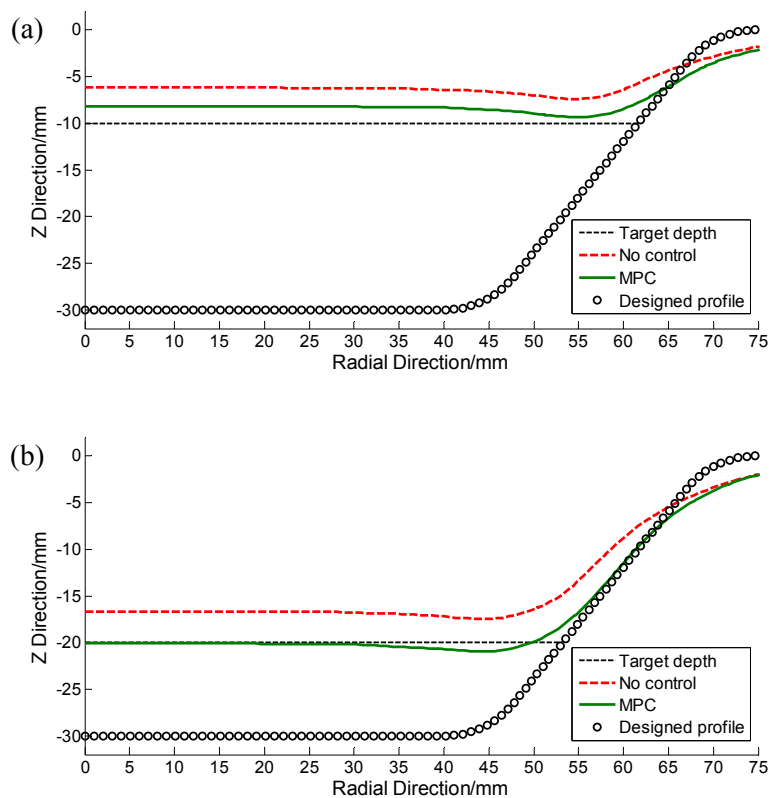 (a)
0
-5
-10
-15
-20
-25
-30
Z Direction/mm
Target depth
No control
MPC
Designed profile
0 5 10 15 20 25 30 35 40 45 50 55 60 65 70 75
Radial Direction/mm
(b)
0
-5
-10
-15
-20
-25
-30
Z Direction/mm
Target depth
No control
MPC
Designed profile
0 5 10 15 20 25 30 35 40 45 50 55 60 65 70 75
Radial Direction/mm